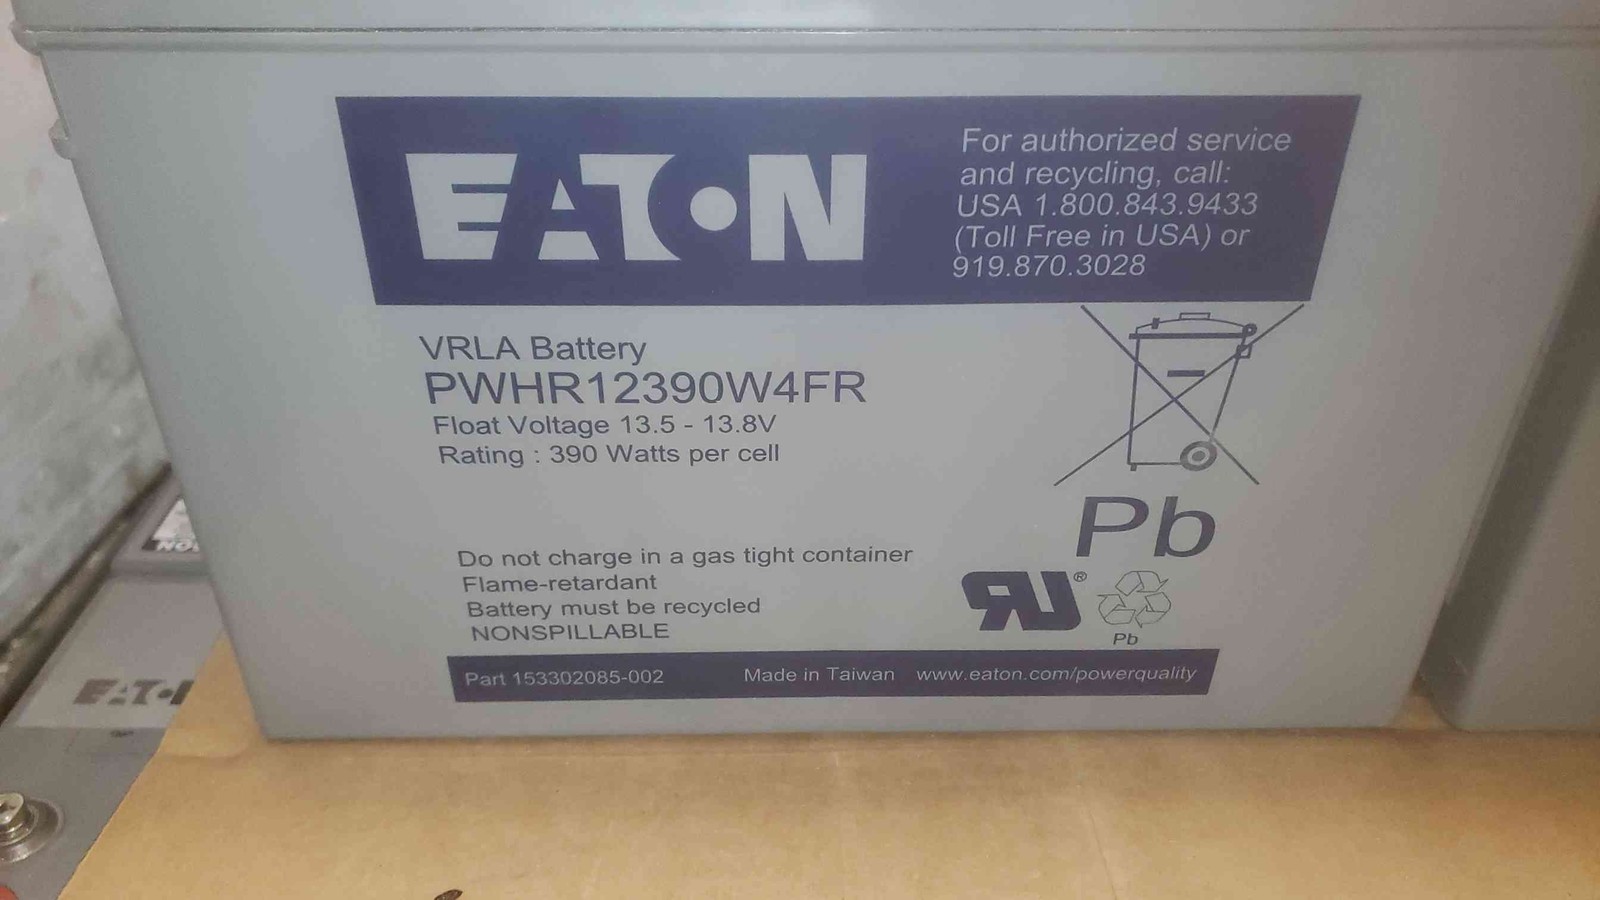 EATON
For authorized service
and recycling, call:
USA 1.800.843.9433
(Toll Free in USA) or
919.870.3028
VRLA Battery
PWHR12390W4FR
Float Voltage 13.5 - 13.8V
Rating : 390 Watts per cell
Pb
Do not charge in a gas tight container
Flame-retardant
Battery must be recycled
NONSPILLABLE
RU®
Pb
Part 153302085-002 Made in Taiwan www.eaton.com/powerquality